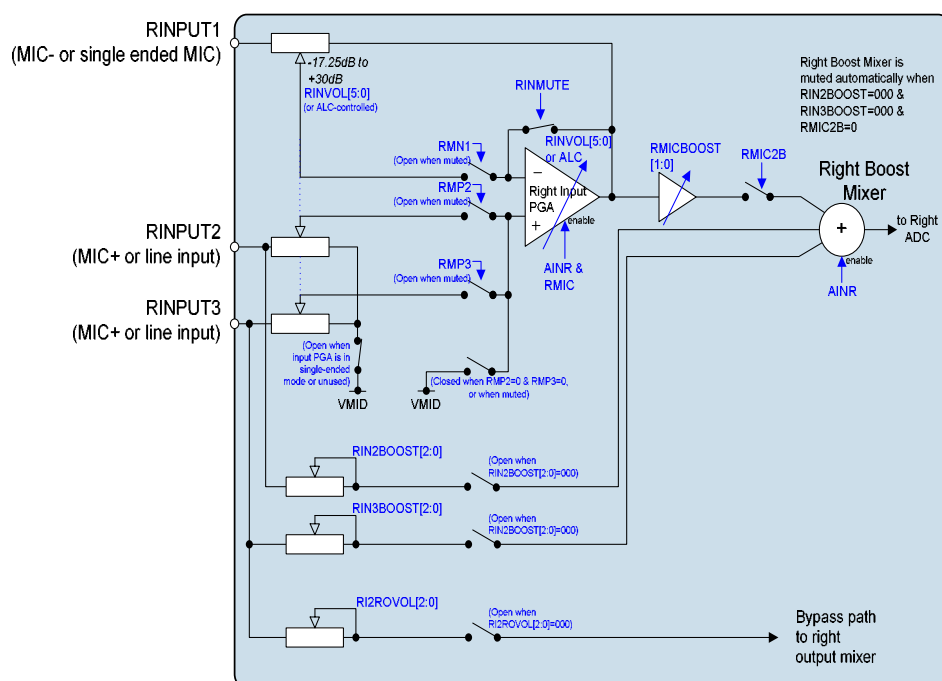 RINPUT1
(MIC- or single ended MIC)
-17.25dB to
+30dB
RINVOL[5:0]
(or ALC-controlled)
Right Boost Mixer is
muted automatically when
RIN2BOOST=000 &
RIN3BOOST=000 &
RMIC2B=0
RINMUTE
RINVOL[5:0]
or ALC
RMN1
(Open when muted)
RMICBOOST
[1:0]
RMIC2B
Right Boost
Mixer
RMP2
(Open when muted)
−
Right Input
PGA
+
enable
RINPUT2
(MIC+ or line input)
+
enable
to Right
ADC
RMP3
(Open when muted)
AINR &
RMIC
AINR
RINPUT3
(MIC+ or line input)
(Open when
input PGA is in
single-ended
mode or unused)
VMID
VMID
(Closed when RMP2=0 & RMP3=0,
or when muted)
RIN2BOOST[2:0]
(Open when
RIN2BOOST[2:0]=000)
RIN3BOOST[2:0]
(Open when
RIN2BOOST[2:0]=000)
RI2ROVOL[2:0]
(Open when
RI2ROVOL[2:0]=000)
Bypass path
to right
output mixer